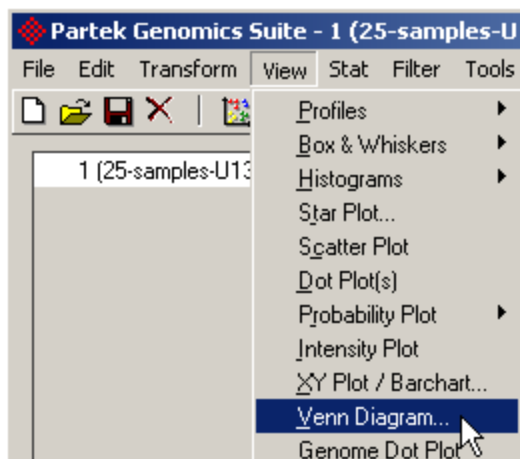 Partek Genomics Suite - 1 (25-samples-U
File Edit Transform View Stat Filter Tools
1 (25-samples-U13
Profiles
Box & Whiskers
Histograms
Star Plot...
Scatter Plot
Dot Plot(s)
Probability Plot
Intensity Plot
XY Plot / Barchart...
Venn Diagram...
Genome Dot Plot